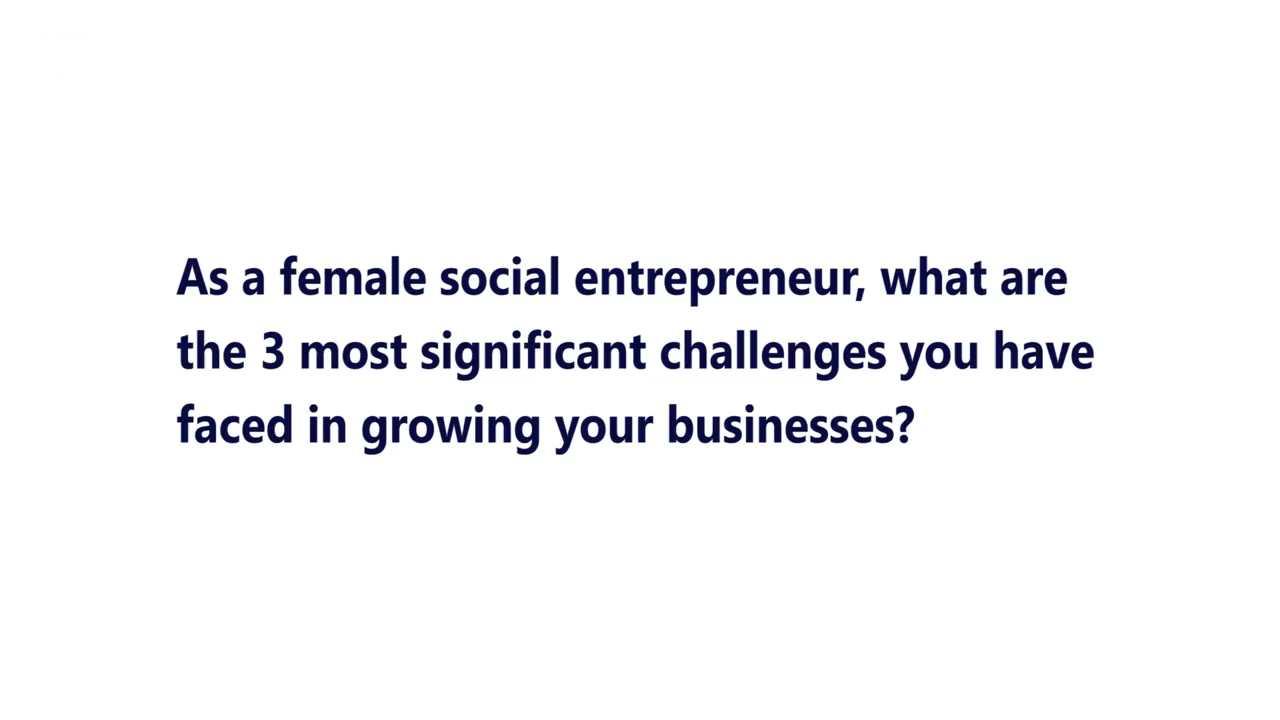 As a female social entrepreneur, what are
the 3 most significant challenges you have
faced in growing your businesses?